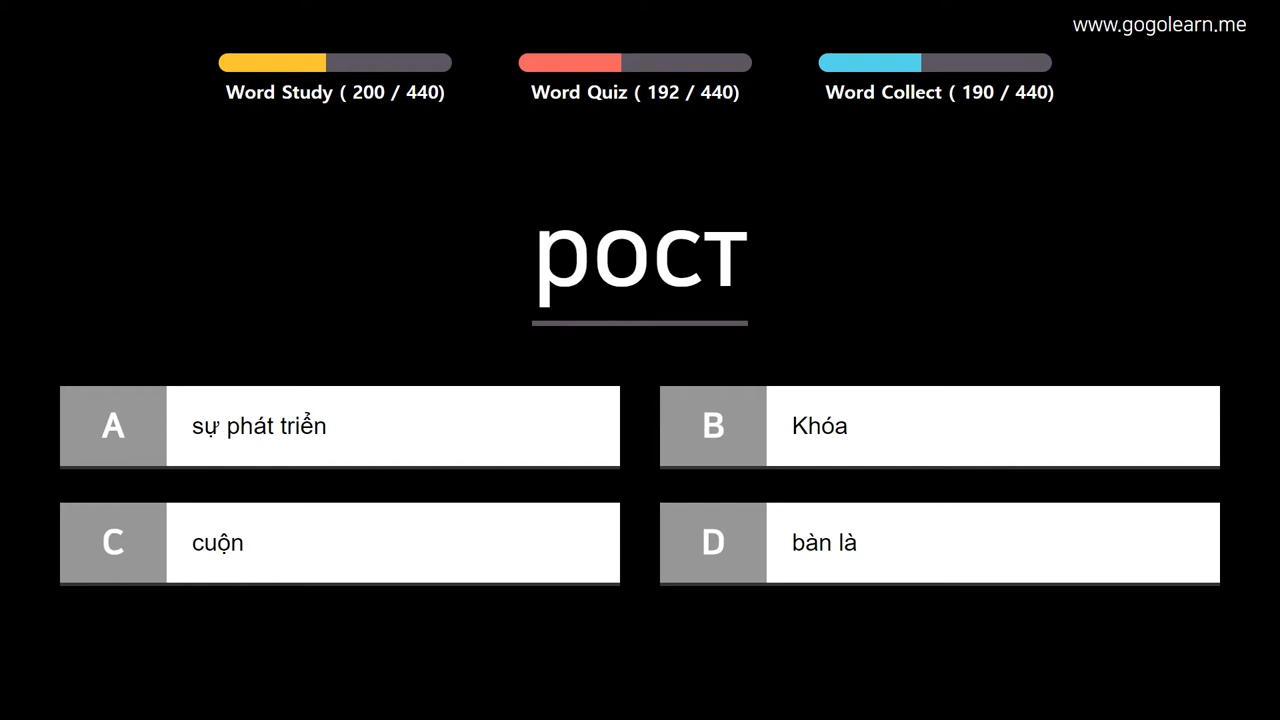 www.gogolearn.me
Word Study ( 200 / 440)
Word Quiz ( 192 / 440)
Word Collect ( 190 / 440)
рост
A sự phát triển
B Khóa
C cuộn
D bàn là